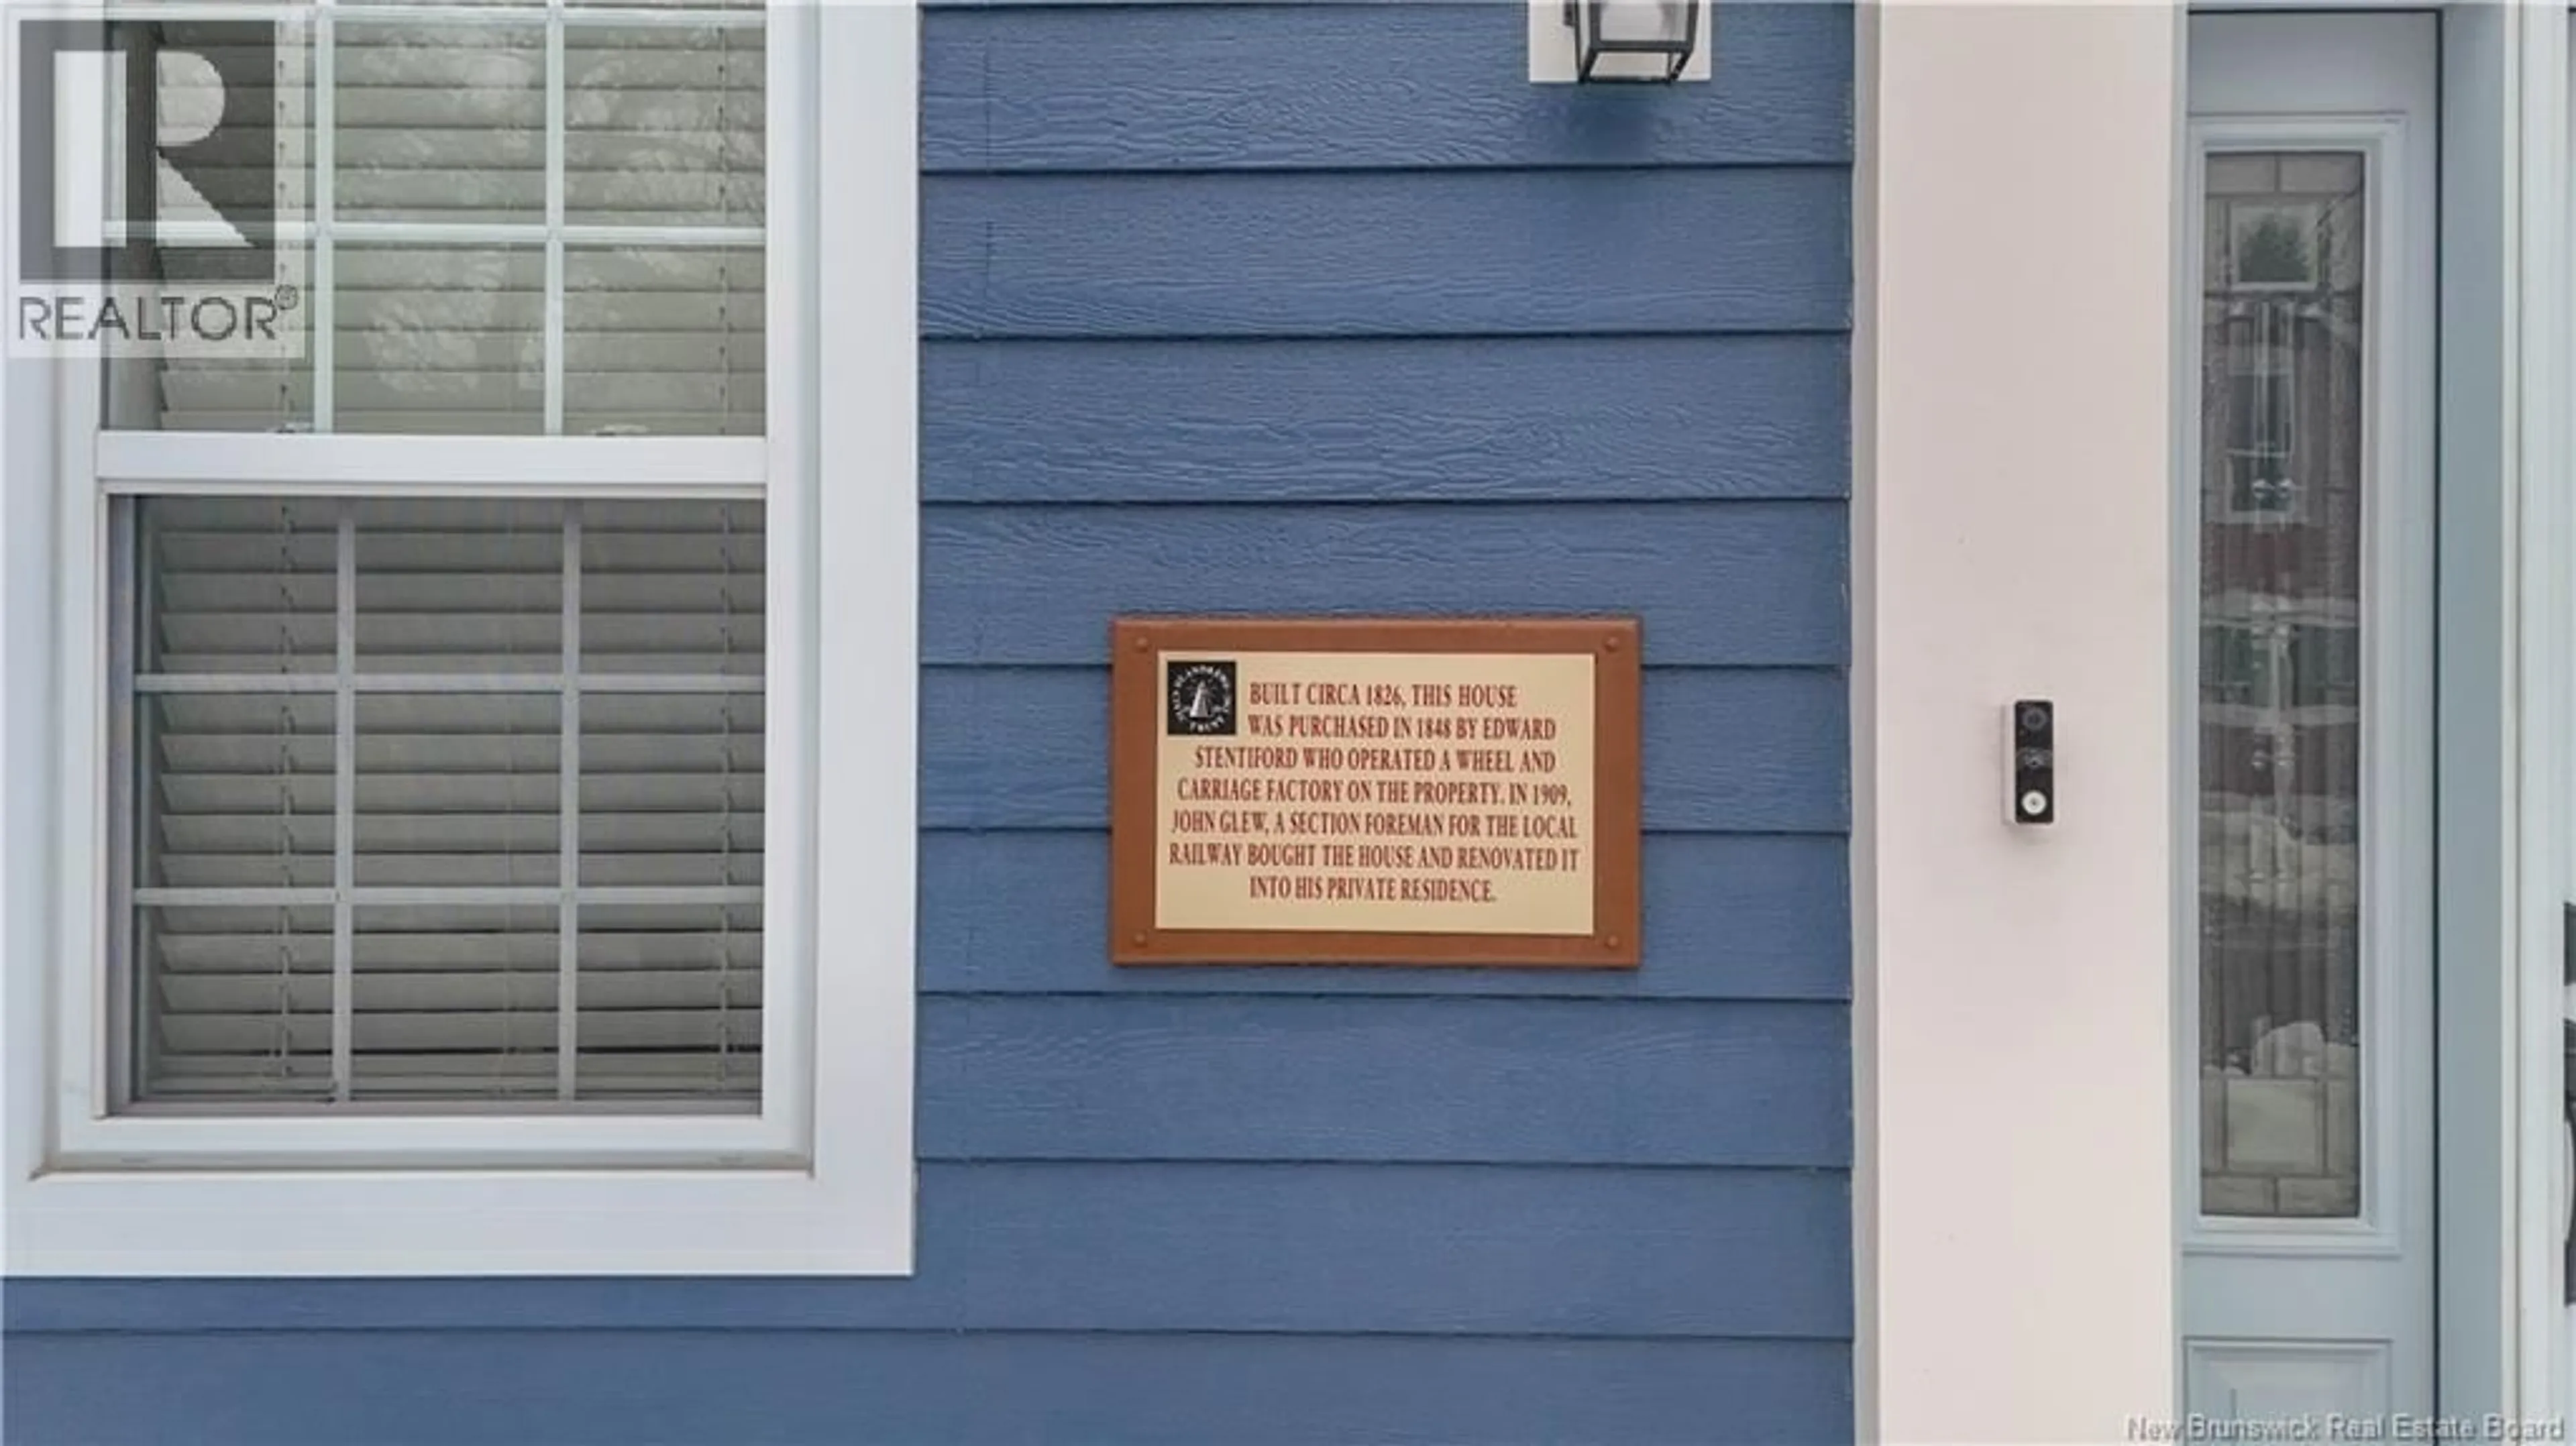 REALTOR®
BUILT CIRCA 1826, THIS HOUSE
WAS PURCHASED IN 1848 BY EDWARD
STENTIFORD WHO OPERATED A WHEEL AND
CARRIAGE FACTORY ON THE PROPERTY. IN 1909,
JOHN GLEW, A SECTION FOREMAN FOR THE LOCAL
RAILWAY BOUGHT THE HOUSE AND RENOVATED IT
INTO HIS PRIVATE RESIDENCE.
New Brunswick Real Estate Board